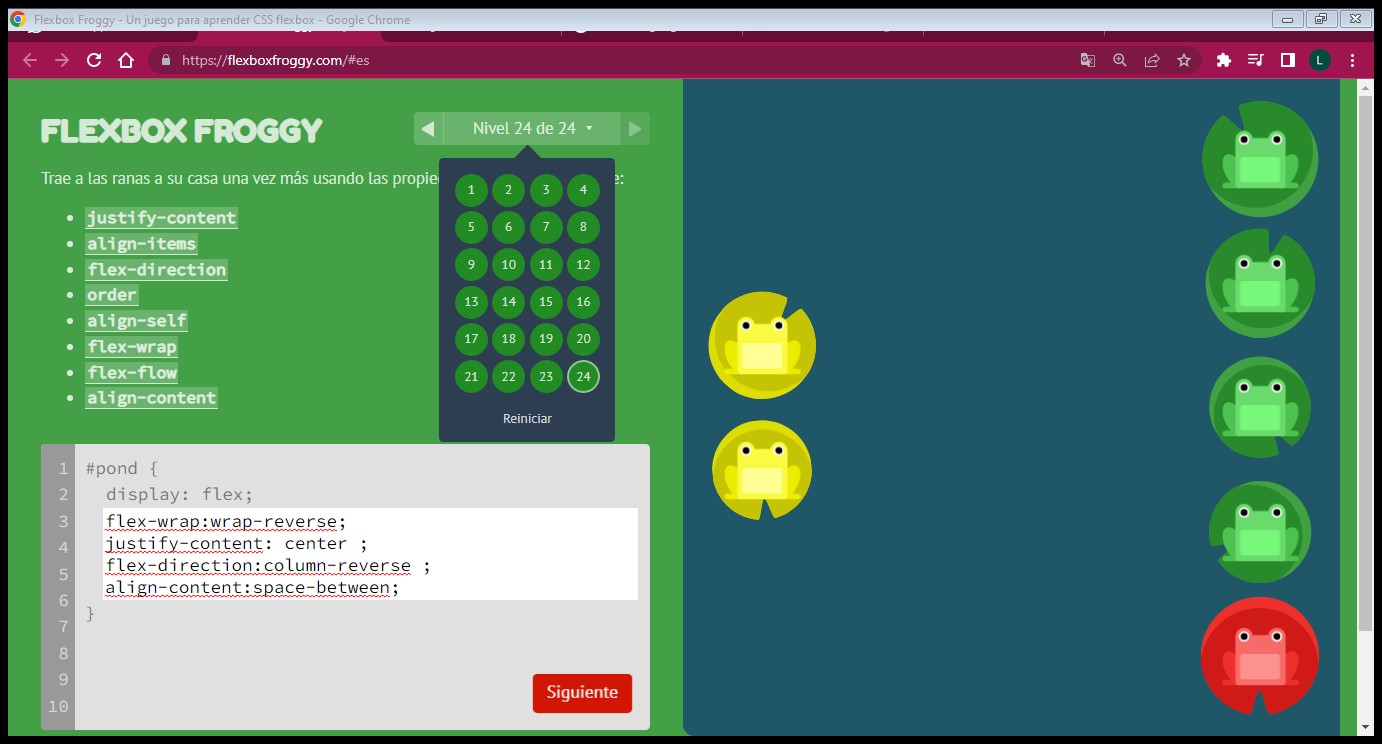 Flexbox Froggy - Un juego para aprender CSS flexbox - Google Chrome
https://flexboxfroggy.com/#es
L
FLEXBOX FROGGY
Nivel 24 de 24
Trae a las ranas a su casa una vez más usando las e:
1 2 3 4
5 6 7 8
9 10 11 12
13 14 15 16
17 18 19 20
21 22 23 24
Reiniciar
justify-content
align-items
flex-direction
order
align-self
flex-wrap
flex-flow
align-content
1 #pond {
2 display: flex;
3 flex-wrap:wrap-reverse;
4 justify-content: center ;
5 flex-direction:column-reverse ;
6 align-content:space-between;
7 }
8
9
10
Siguiente